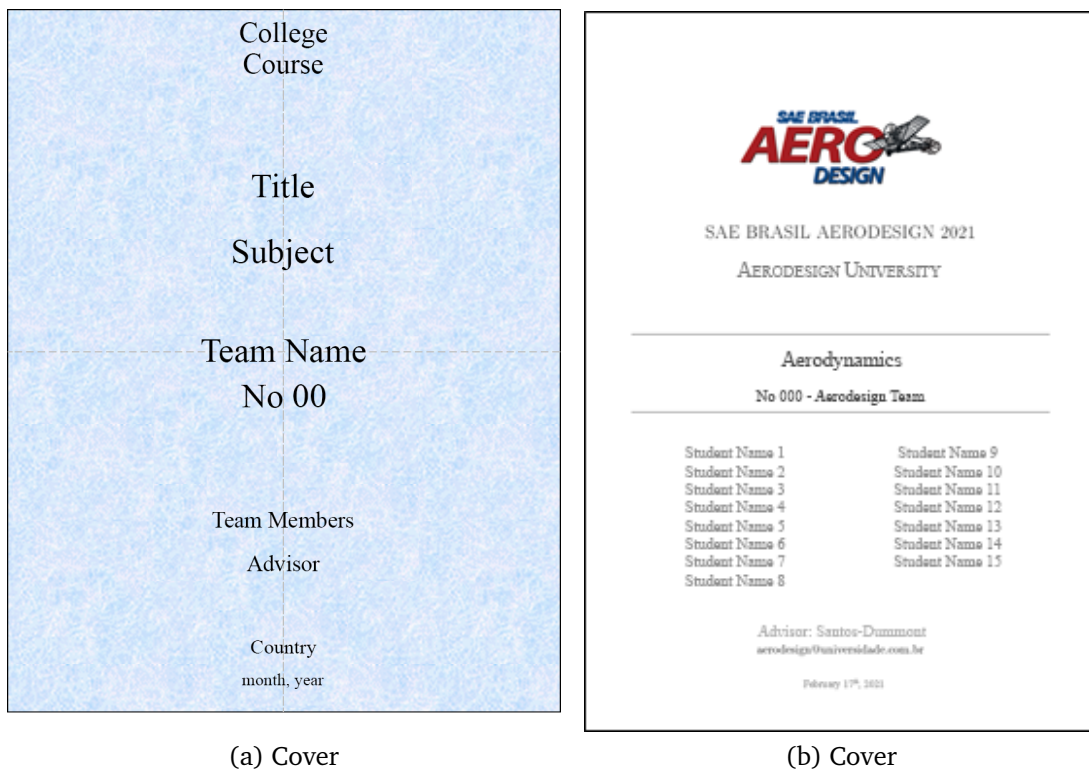 College
Course
Title
Subject
Team Name
No 00
Team Members
Advisor
Country
month, year
(a) Cover
SAE BRASIL
AERO
DESIGN
SAE BRASIL AERODESIGN 2021
AERODESIGN UNIVERSITY
Aerodynamics
No 000 - Aerodesign Team
Student Name 1
Student Name 2
Student Name 3
Student Name 4
Student Name 5
Student Name 6
Student Name 7
Student Name 8
Student Name 9
Student Name 10
Student Name 11
Student Name 12
Student Name 13
Student Name 14
Student Name 15
Advisor: Santos-Dummont
aerodesign@universidade.com.br
February 17th, 2021
(b) Cover